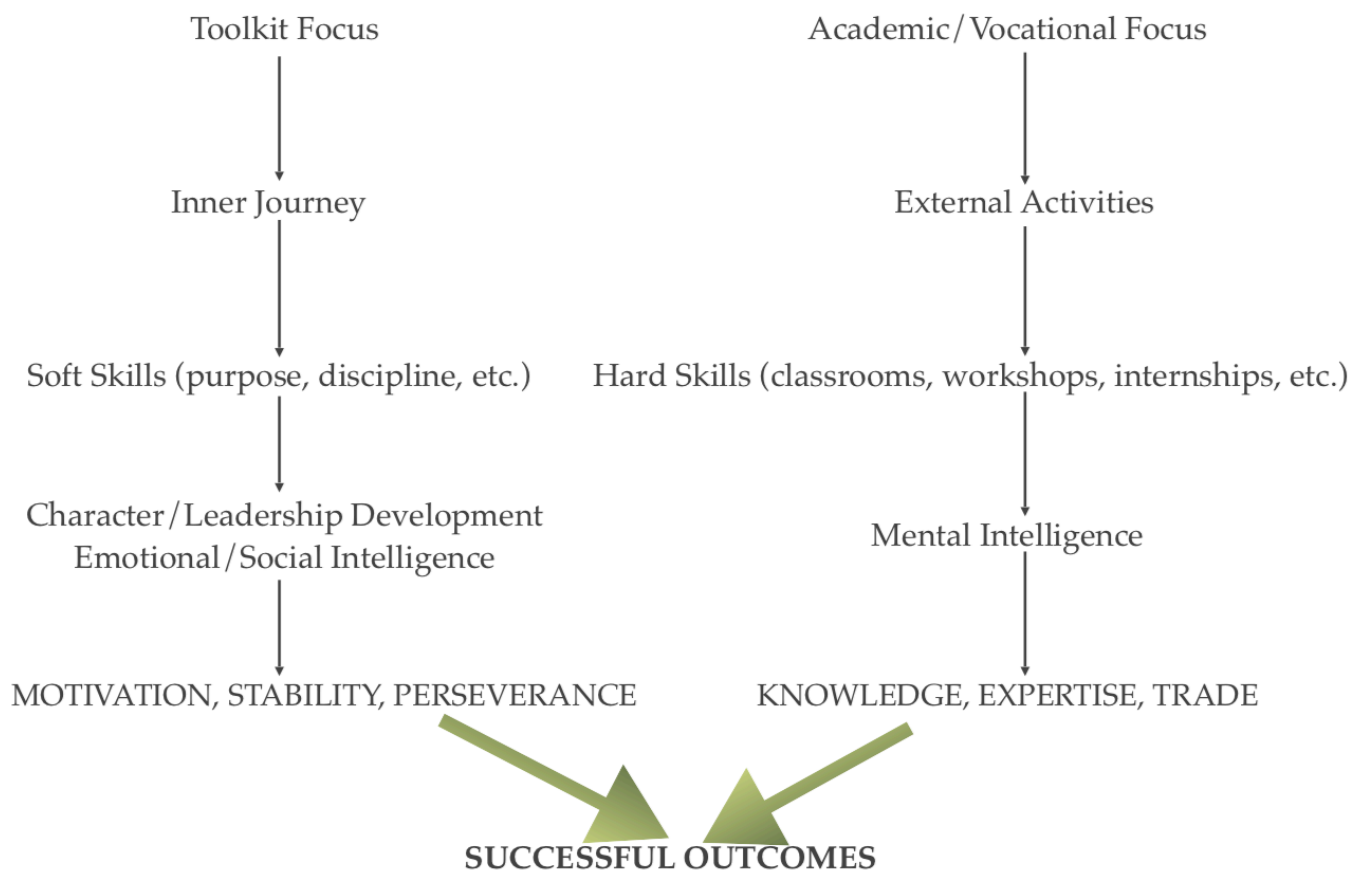 Toolkit Focus
Academic/Vocational Focus
Inner Journey
External Activities
Soft Skills (purpose, discipline, etc.)
Hard Skills (classrooms, workshops, internships, etc.)
Character/Leadership Development
Emotional/Social Intelligence
Mental Intelligence
MOTIVATION, STABILITY, PERSEVERANCE
KNOWLEDGE, EXPERTISE, TRADE
SUCCESSFUL OUTCOMES